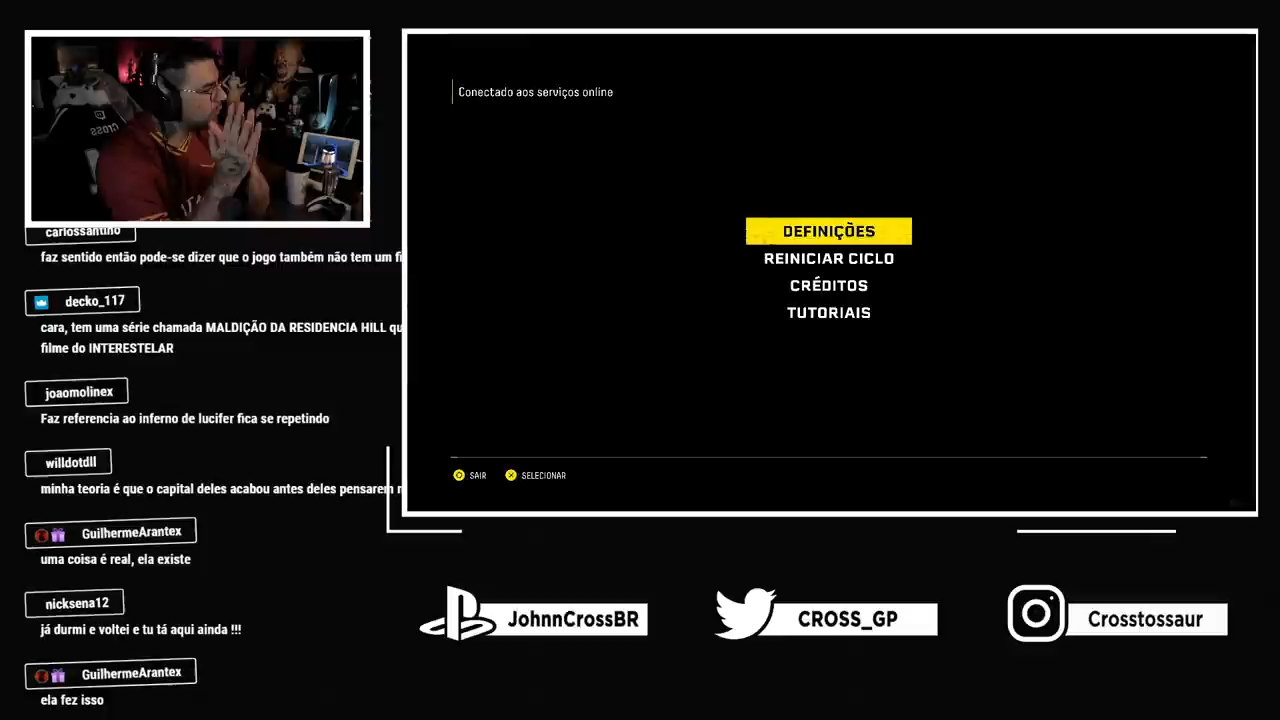 Conectado aos serviços online
DEFINIÇÕES
REINICIAR CICLO
CRÉDITOS
TUTORIAIS
SAIR
SELECIONAR
carlossantino
faz sentido então pode-se dizer que o jogo também não tem um fi
decko_117
cara, tem uma série chamada MALDIÇÃO DA RESIDENCIA HILL qu
filme do INTERESTELAR
joaomolinex
Faz referencia ao inferno de lucifer fica se repetindo
willdotdll
minha teoria é que o capital deles acabou antes deles pensarem n
GuilhermeArantex
uma coisa é real, ela existe
nicksena12
já durmi e voltei e tu tá aqui ainda !!!
GuilhermeArantex
ela fez isso
JohnnCrossBR
CROSS_GP
Crosstossaur